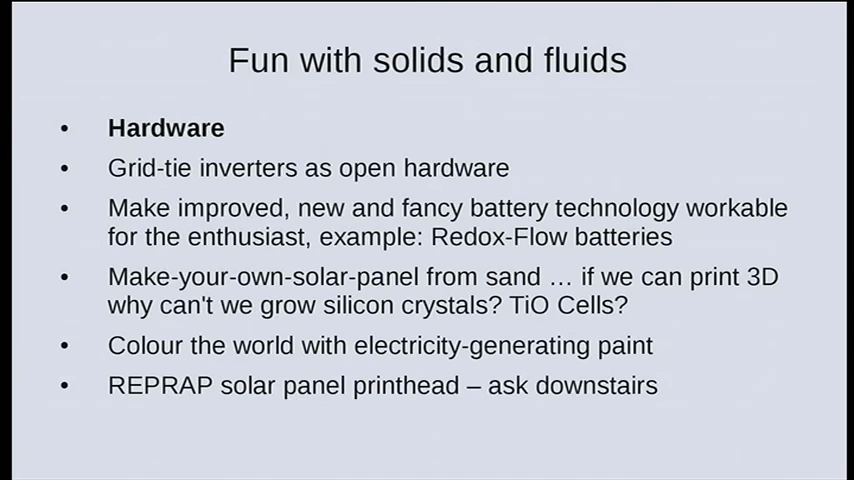 Fun with solids and fluids
• Hardware
• Grid-tie inverters as open hardware
• Make improved, new and fancy battery technology workable
for the enthusiast, example: Redox-Flow batteries
• Make-your-own-solar-panel from sand … if we can print 3D
why can't we grow silicon crystals? TiO Cells?
• Colour the world with electricity-generating paint
• REPRAP solar panel printhead – ask downstairs